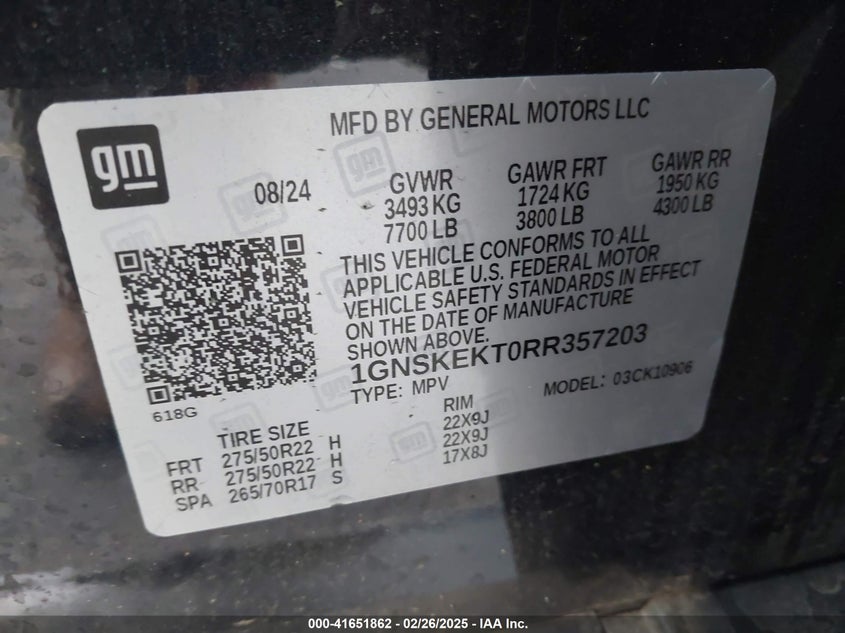 MFD BY GENERAL MOTORS LLC
gm
08/24
GVWR
3493 KG
7700 LB
GAWR FRT
1724 KG
3800 LB
GAWR RR
1950 KG
4300 LB
THIS VEHICLE CONFORMS TO ALL
APPLICABLE U.S. FEDERAL MOTOR
VEHICLE SAFETY STANDARDS IN EFFECT
ON THE DATE OF MANUFACTURE
SHOWN ABOVE.
1GNSKEKT0RR357203
TYPE: MPV MODEL: 03CK10906
618G
TIRE SIZE RIM
FRT 275/50R22 H 22X9J
RR 275/50R22 H 22X9J
SPA 265/70R17 S 17X8J
000-41651862 - 02/26/2025 - IAA Inc.